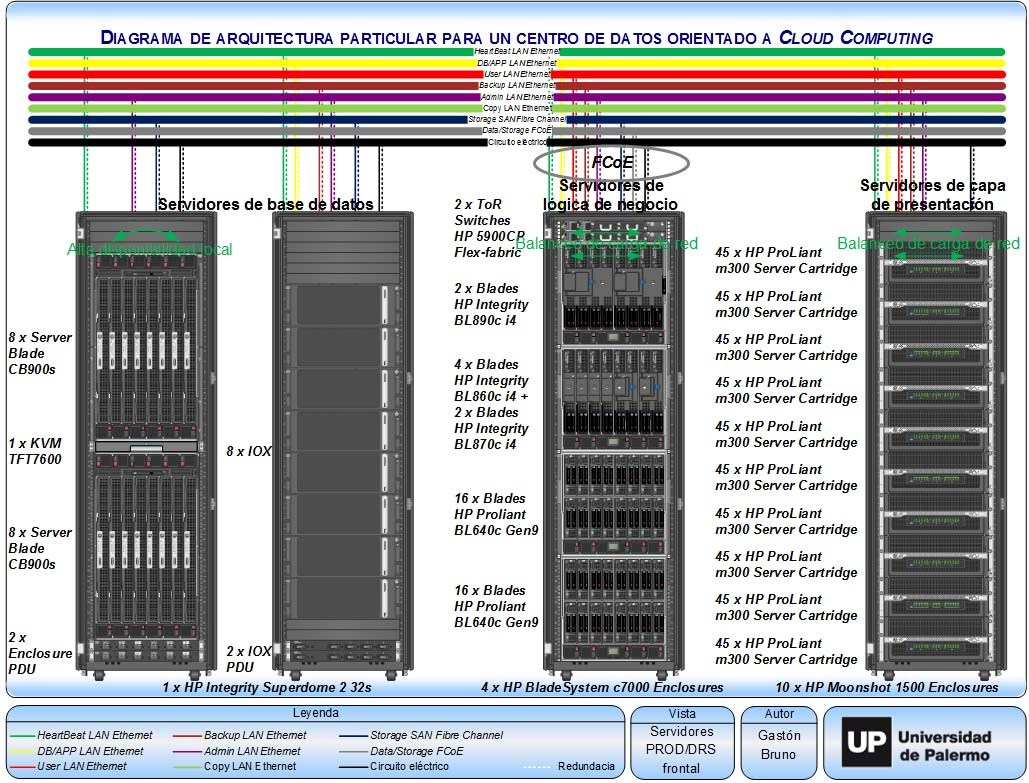 DIAGRAMA DE ARQUITECTURA PARTICULAR PARA UN CENTRO DE DATOS ORIENTADO A CLOUD COMPUTING
HeartBeat LAN Ethernet
DB/APP LAN Ethernet
User LAN Ethernet
Backup LAN Ethernet
Admin LAN Ethernet
Copy LAN Ethernet
Storage SAN Fibre Channel
Data/Storage FCoE
Circuito eléctrico
FCoE
Servidores de base de datos
Alta disponibilidad local
8 x Server
Blade
CB900s
1 x KVM
TFT7600
8 x Server
Blade
CB900s
2 x
Enclosure
PDU
8 x IOX
2 x IOX
PDU
1 x HP Integrity Superdome 2 32s
Servidores de
lógica de negocio
Balanceo de carga de red
2 x ToR
Switches
HP 5900CP
Flex-fabric
2 x Blades
HP Integrity
BL890c i4
4 x Blades
HP Integrity
BL860c i4 +
2 x Blades
HP Integrity
BL870c i4
16 x Blades
HP Proliant
BL640c Gen9
16 x Blades
HP Proliant
BL640c Gen9
4 x HP BladeSystem c7000 Enclosures
Servidores de capa
de presentación
Balanceo de carga de red
45 x HP ProLiant
m300 Server Cartridge
45 x HP ProLiant
m300 Server Cartridge
45 x HP ProLiant
m300 Server Cartridge
45 x HP ProLiant
m300 Server Cartridge
45 x HP ProLiant
m300 Server Cartridge
45 x HP ProLiant
m300 Server Cartridge
45 x HP ProLiant
m300 Server Cartridge
45 x HP ProLiant
m300 Server Cartridge
45 x HP ProLiant
m300 Server Cartridge
45 x HP ProLiant
m300 Server Cartridge
10 x HP Moonshot 1500 Enclosures
Leyenda
HeartBeat LAN Ethernet
DB/APP LAN Ethernet
User LAN Ethernet
Backup LAN Ethernet
Admin LAN Ethernet
Copy LAN Ethernet
Storage SAN Fibre Channel
Data/Storage FCoE
Circuito eléctrico
Redundacia
Vista
Servidores
PROD/DRS
frontal
Autor
Gastón
Bruno
UP
Universidad
de Palermo